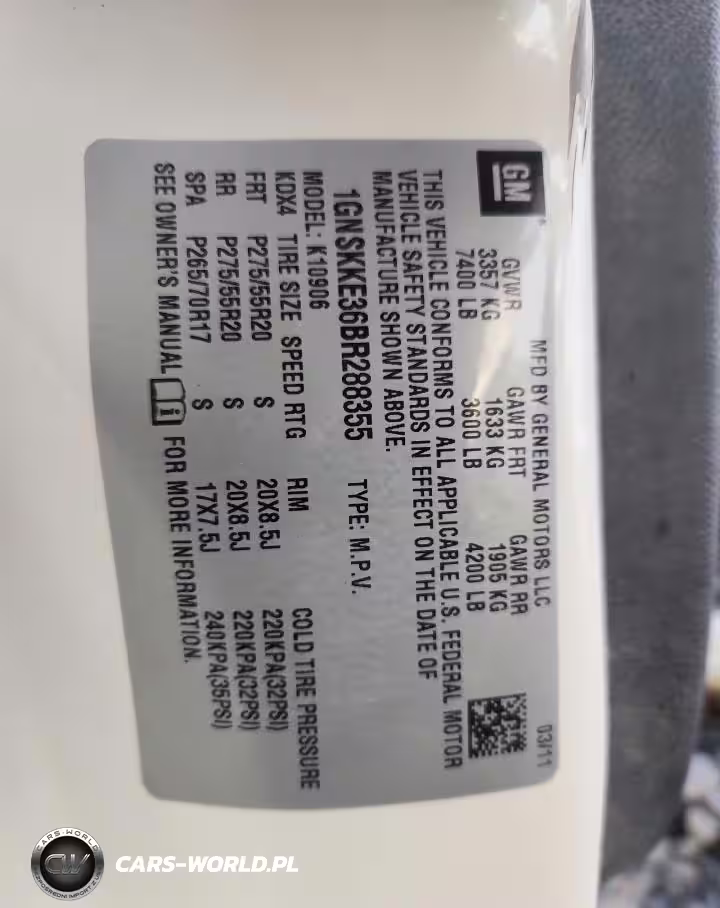 GM
MFD BY GENERAL MOTORS LLC 03/11
GVWR GAWR FRT GAWR RR
3357 KG 1633 KG 1905 KG
7400 LB 3600 LB 4200 LB
THIS VEHICLE CONFORMS TO ALL APPLICABLE U.S. FEDERAL MOTOR
VEHICLE SAFETY STANDARDS IN EFFECT ON THE DATE OF
MANUFACTURE SHOWN ABOVE.
1GNSKKE36BR288355 TYPE: M.P.V.
MODEL: K10906
KDX4 TIRE SIZE SPEED RTG RIM COLD TIRE PRESSURE
FRT P275/55R20 S 20X8.5J 220KPA(32PSI)
RR P275/55R20 S 20X8.5J 220KPA(32PSI)
SPA P265/70R17 S 17X7.5J 240KPA(35PSI)
SEE OWNER'S MANUAL i FOR MORE INFORMATION.
CARS-WORLD
CW
CARS-WORLD.PL